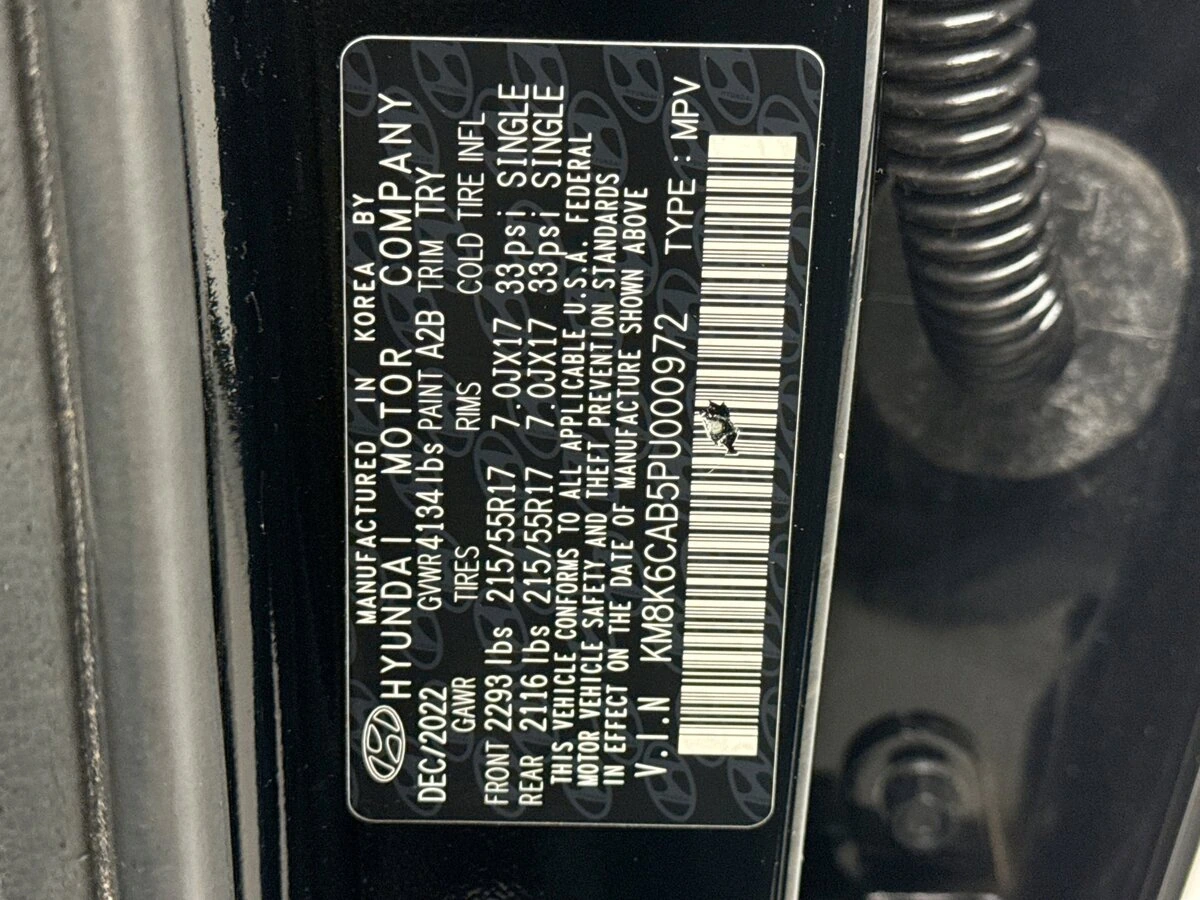 MANUFACTURED IN KOREA BY
HYUNDAI MOTOR COMPANY
DEC/2022 GVWR 4134 lbs PAINT A2B TRIM TRY
GAWR TIRES RIMS COLD TIRE INFL
FRONT 2293 lbs 215/55R17 7.0JX17 33psi SINGLE
REAR 2116 lbs 215/55R17 7.0JX17 33psi SINGLE
THIS VEHICLE CONFORMS TO ALL APPLICABLE U.S.A. FEDERAL
MOTOR VEHICLE SAFETY AND THEFT PREVENTION STANDARDS
IN EFFECT ON THE DATE OF MANUFACTURE SHOWN ABOVE
V.I.N KM8K6CAB5PU000972 TYPE : MPV